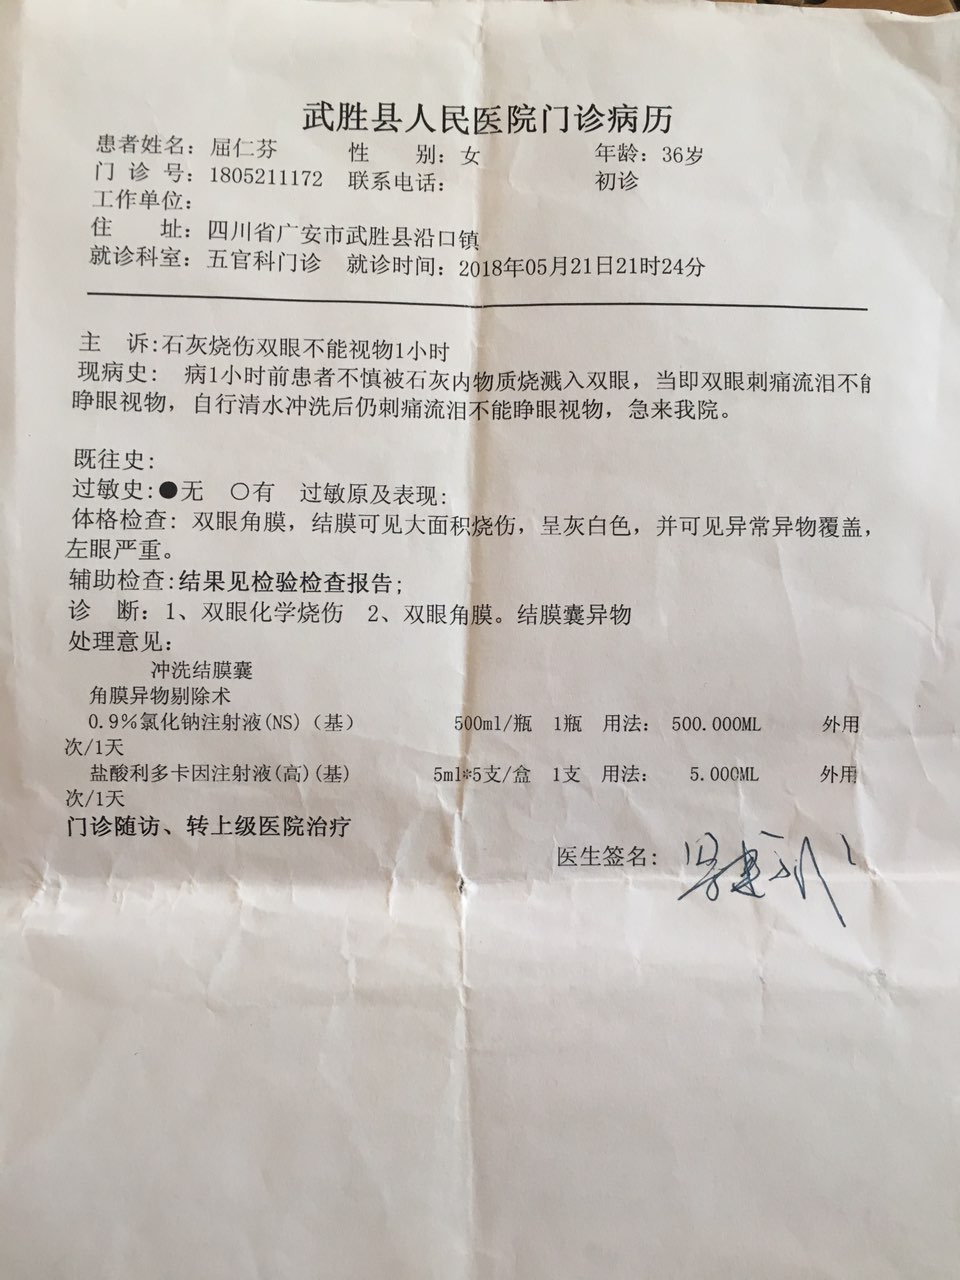 武胜县人民医院门诊病历
患者姓名：屈仁芬 性 别：女 年龄：36岁
门 诊 号：1805211172 联系电话： 初诊
工作单位：
住 址：四川省广安市武胜县沿口镇
就诊科室：五官科门诊 就诊时间：2018年05月21日21时24分
主 诉:石灰烧伤双眼不能视物1小时
现病史： 病1小时前患者不慎被石灰内物质烧溅入双眼，当即双眼刺痛流泪不能
睁眼视物，自行清水冲洗后仍刺痛流泪不能睁眼视物，急来我院。
既往史:
过敏史:●无 ○有 过敏原及表现:
体格检查: 双眼角膜，结膜可见大面积烧伤，呈灰白色，并可见异常异物覆盖，
左眼严重。
辅助检查:结果见检验检查报告;
诊 断：1、双眼化学烧伤 2、双眼角膜。结膜囊异物
处理意见：
冲洗结膜囊
角膜异物剔除术
0.9%氯化钠注射液(NS)（基） 500ml/瓶 1瓶 用法： 500.000ML 外用
次/1天
盐酸利多卡因注射液(高)(基) 5ml*5支/盒 1支 用法： 5.000ML 外用
次/1天
门诊随访、转上级医院治疗
医生签名: